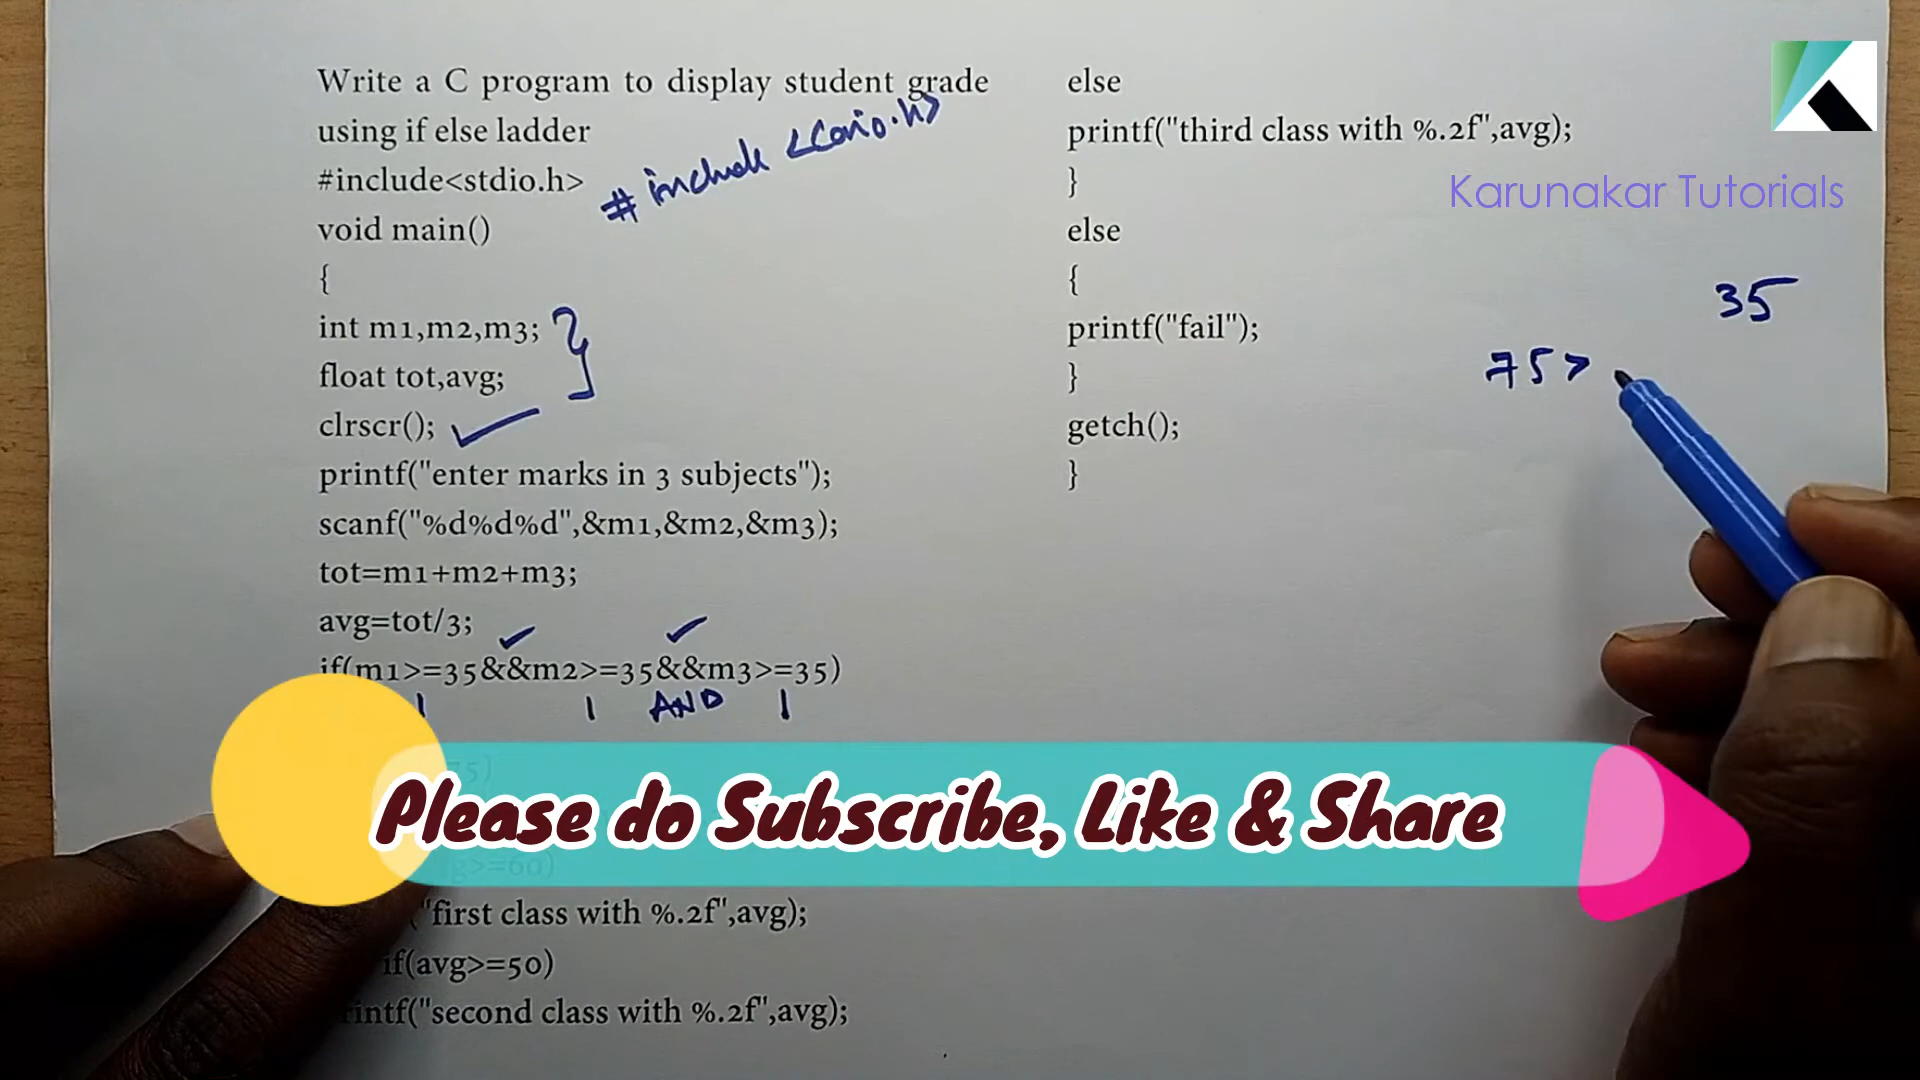 Write a C program to display student grade
using if else ladder
#include<stdio.h>
# include <conio.h>
void main()
{
int m1,m2,m3;
float tot,avg;
clrscr();
printf("enter marks in 3 subjects");
scanf("%d%d%d",&m1,&m2,&m3);
tot=m1+m2+m3;
avg=tot/3;
if(m1>=35&&m2>=35&&m3>=35)
1 1 AND 1
75)
>=60)
"first class with %.2f",avg);
if(avg>=50)
printf("second class with %.2f",avg);
else
printf("third class with %.2f",avg);
}
else
{
printf("fail");
}
getch();
}
Karunakar Tutorials
35
75>
Please do Subscribe, Like & Share